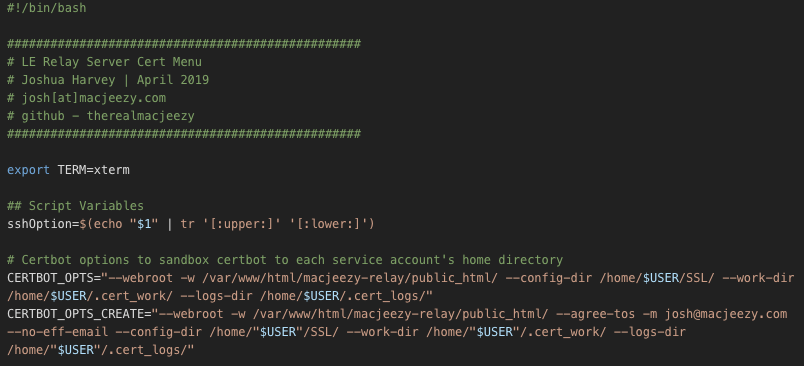 #!/bin/bash
#################################################
# LE Relay Server Cert Menu
# Joshua Harvey | April 2019
# josh[at]macjeezy.com
# github - therealmacjeezy
#################################################
export TERM=xterm
## Script Variables
sshOption=$(echo "$1" | tr '[:upper:]' '[:lower:]')
# Certbot options to sandbox certbot to each service account's home directory
CERTBOT_OPTS="--webroot -w /var/www/html/macjeezy-relay/public_html/ --config-dir /home/$USER/SSL/ --work-dir
/home/$USER/.cert_work/ --logs-dir /home/$USER/.cert_logs/"
CERTBOT_OPTS_CREATE="--webroot -w /var/www/html/macjeezy-relay/public_html/ --agree-tos -m josh@macjeezy.com
--no-eff-email --config-dir /home/"$USER"/SSL/ --work-dir /home/"$USER"/.cert_work/ --logs-dir
/home/"$USER"/.cert_logs/"